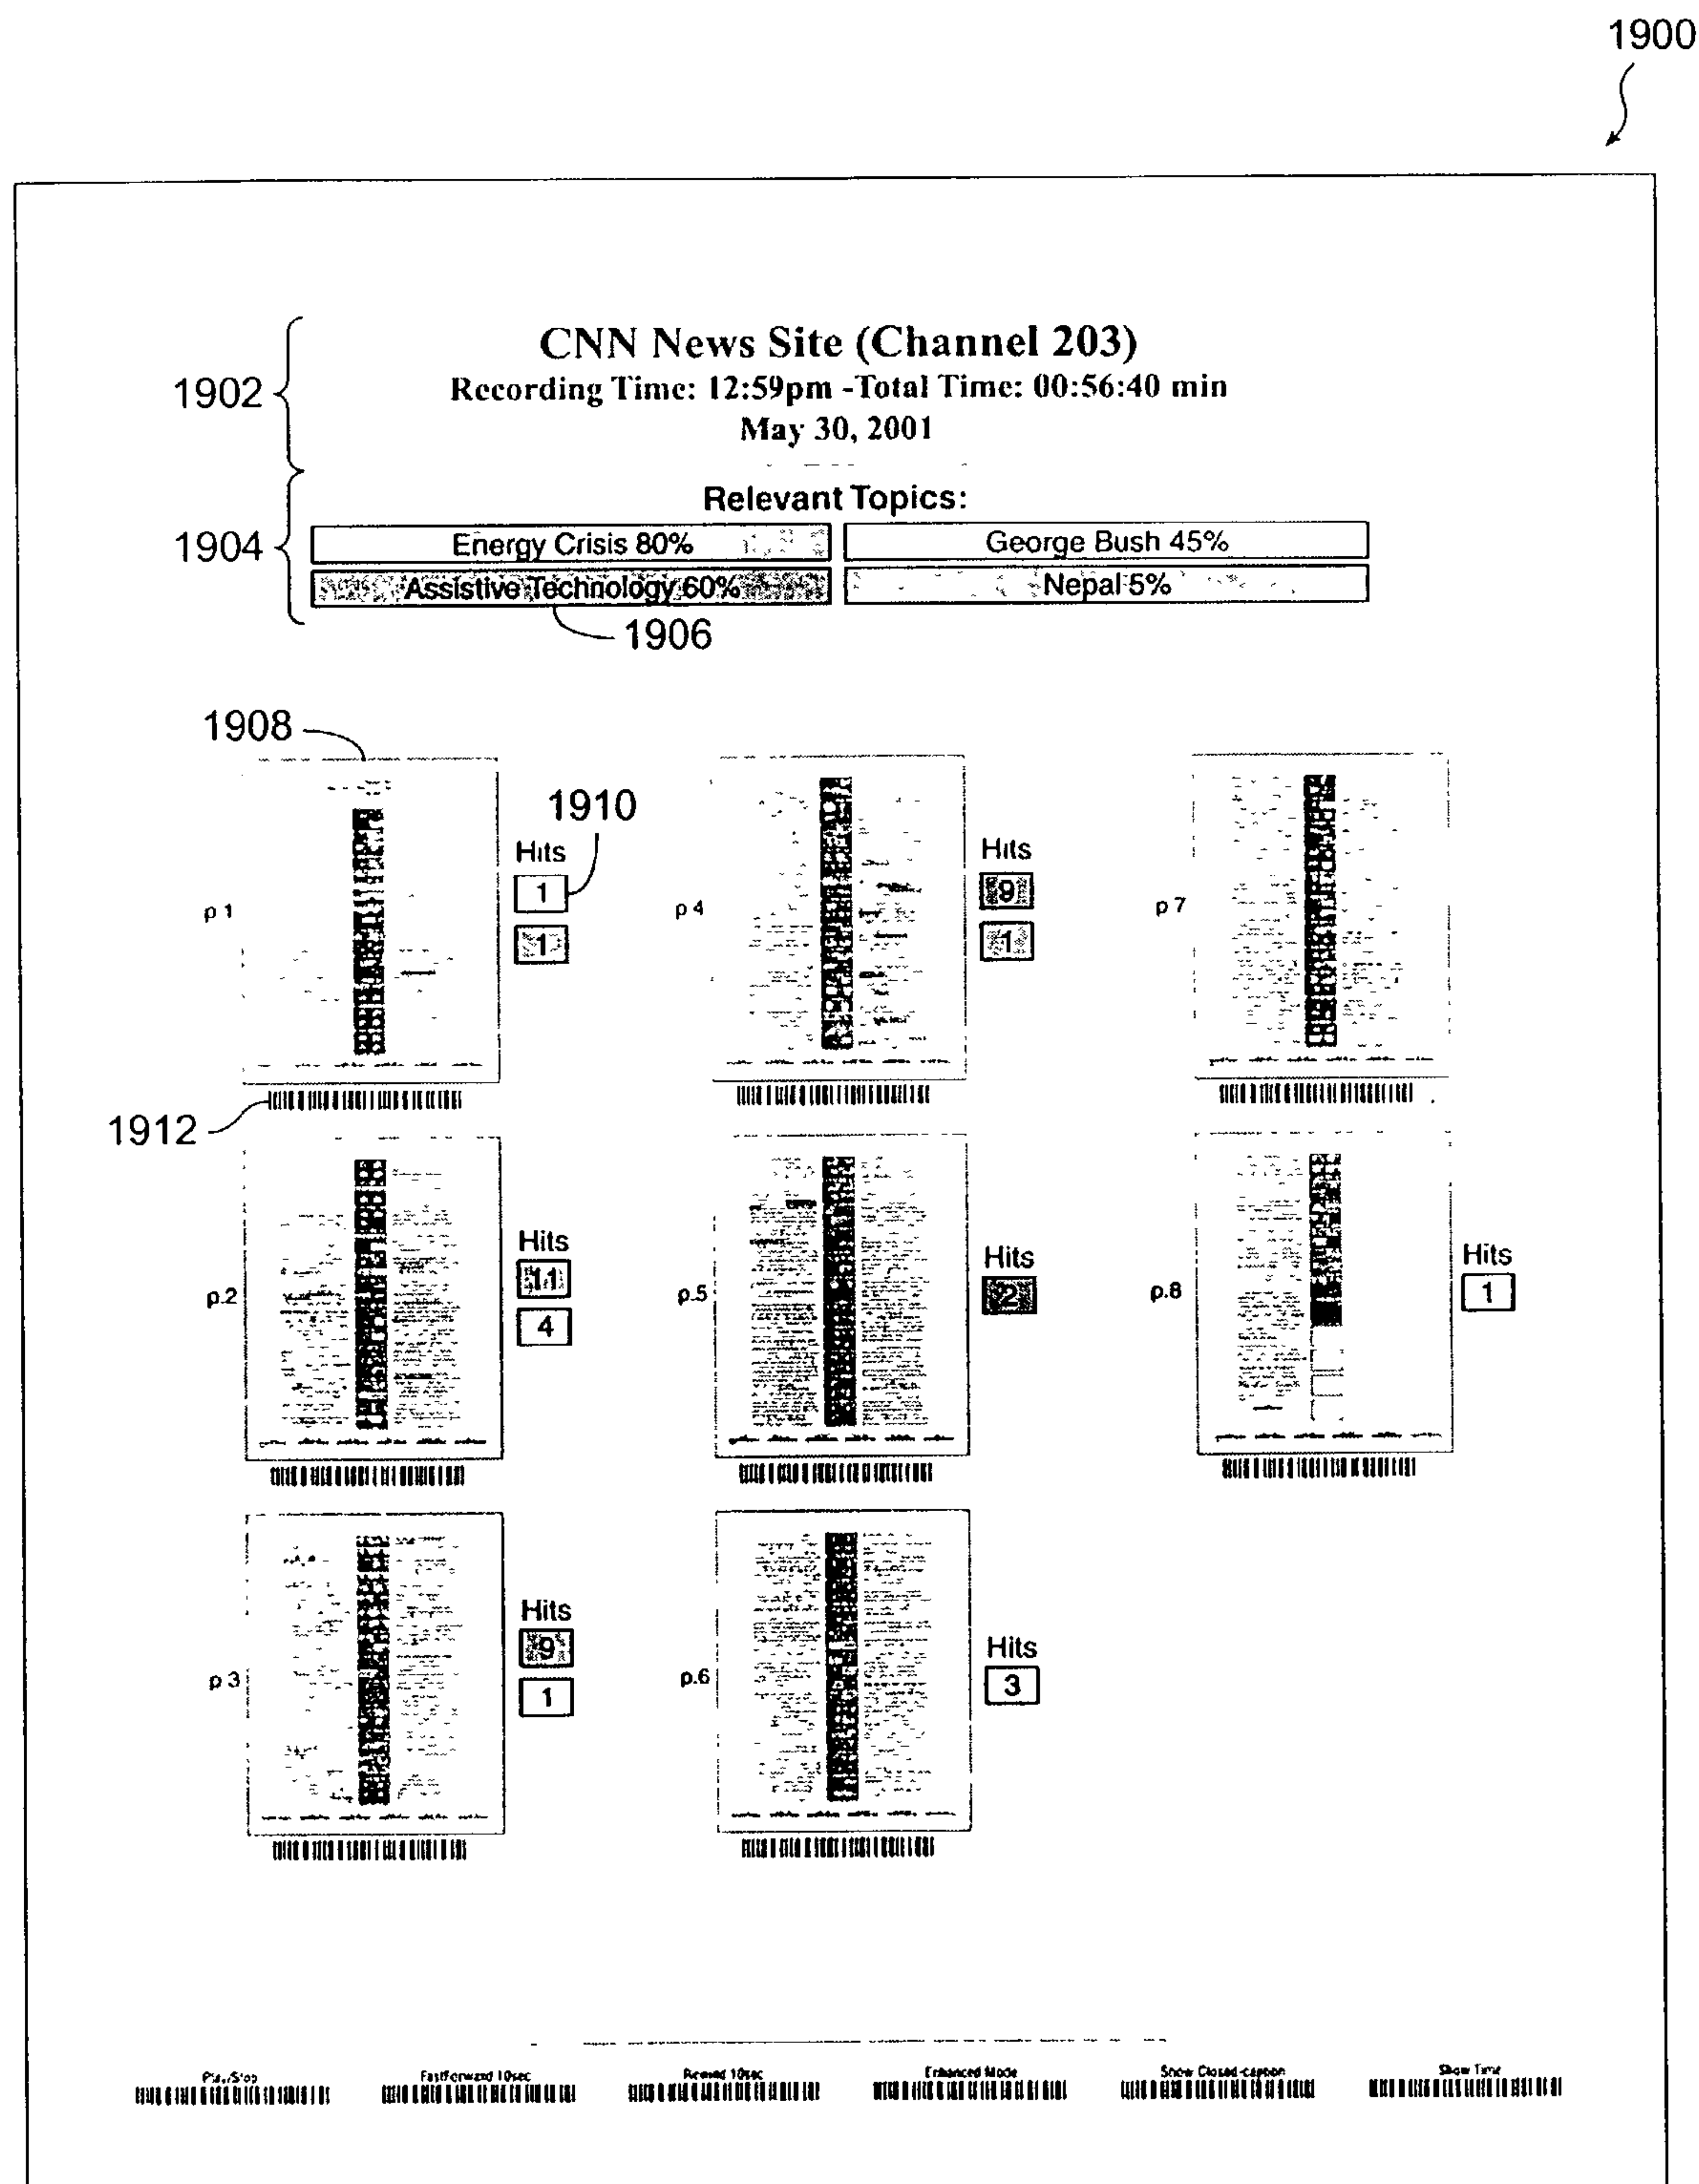 1900
CNN News Site (Channel 203)
1902
Recording Time: 12:59pm -Total Time: 00:56:40 min
May 30, 2001
Relevant Topics:
1904
Energy Crisis 80%
George Bush 45%
Assistive Technology 60%
Nepal 5%
1906
1908
1910
p 1
Hits
1
1
p 4
Hits
9
1
p 7
1912
p.2
Hits
11
4
p.5
Hits
2
p.8
Hits
1
p 3
Hits
9
1
p.6
Hits
3
Play/Stop
FastForward 10sec
Rewind 10sec
Enhanced Mode
Show Closed-caption
Show Time